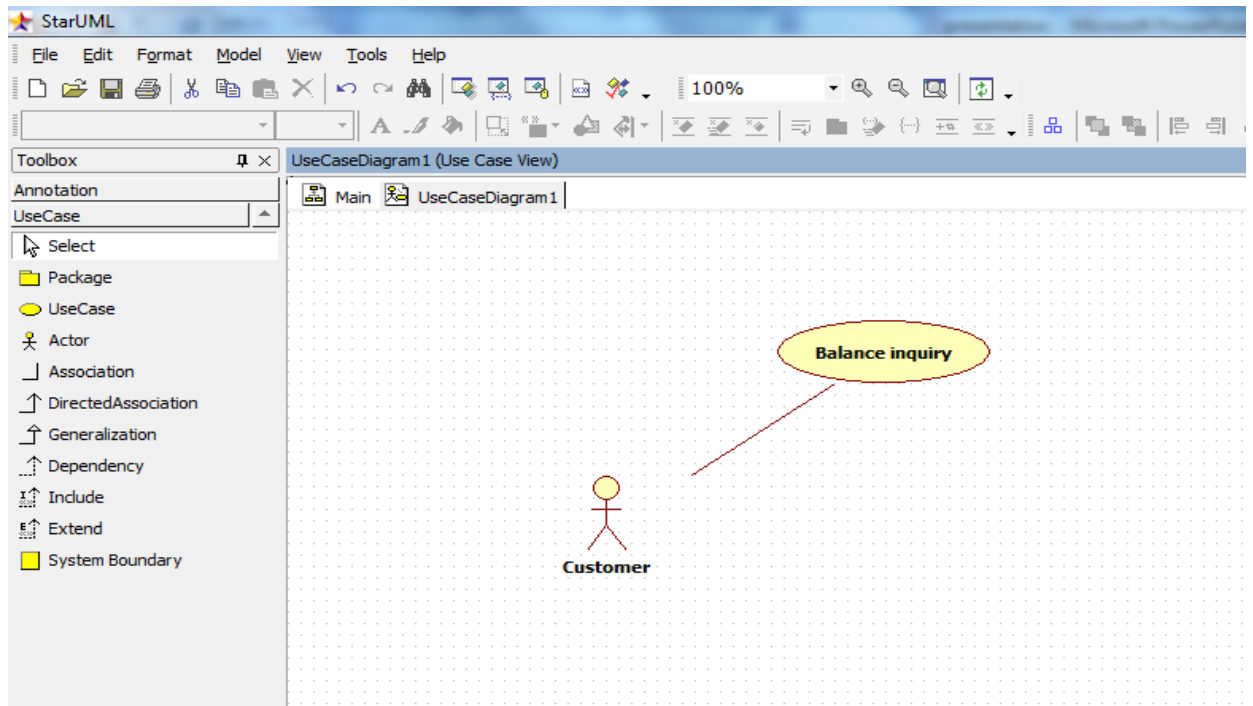 StarUML
File Edit Format Model View Tools Help
100%
Toolbox
UseCaseDiagram1 (Use Case View)
Annotation
Main UseCaseDiagram1
UseCase
Select
Package
UseCase
Actor
Association
DirectedAssociation
Generalization
Dependency
Include
Extend
System Boundary
Balance inquiry
Customer